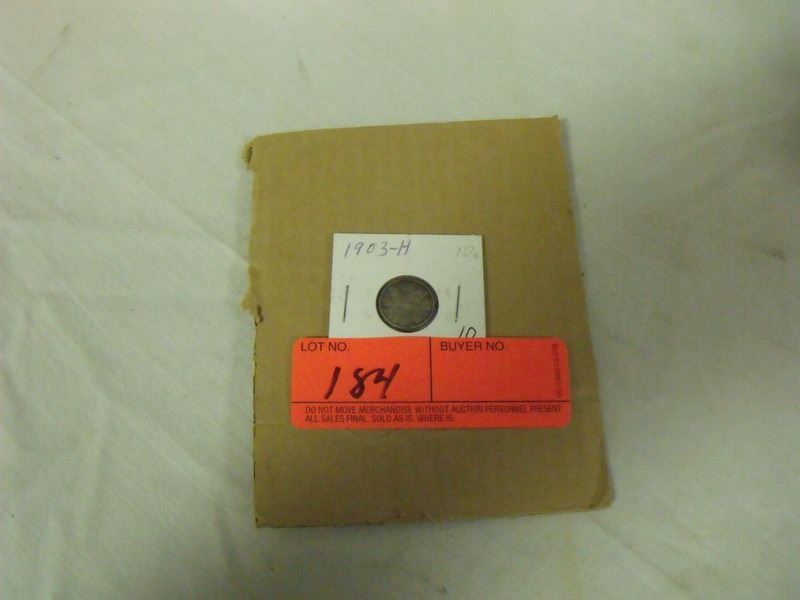 1903-H 10¢
10
LOT NO. BUYER NO.
184
DO NOT MOVE MERCHANDISE WITHOUT AUCTION PERSONNEL PRESENT
ALL SALES FINAL. SOLD AS IS. WHERE IS.